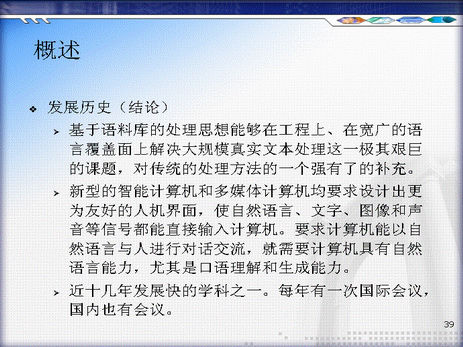 概述
❖ 发展历史（结论）
➢ 基于语料库的处理思想能够在工程上、在宽广的语
言覆盖面上解决大规模真实文本处理这一极其艰巨
的课题，对传统的处理方法的一个强有了的补充。
➢ 新型的智能计算机和多媒体计算机均要求设计出更
为友好的人机界面，使自然语言、文字、图像和声
音等信号都能直接输入计算机。要求计算机能以自
然语言与人进行对话交流，就需要计算机具有自然
语言能力，尤其是口语理解和生成能力。
➢ 近十几年发展快的学科之一。每年有一次国际会议，
国内也有会议。
39